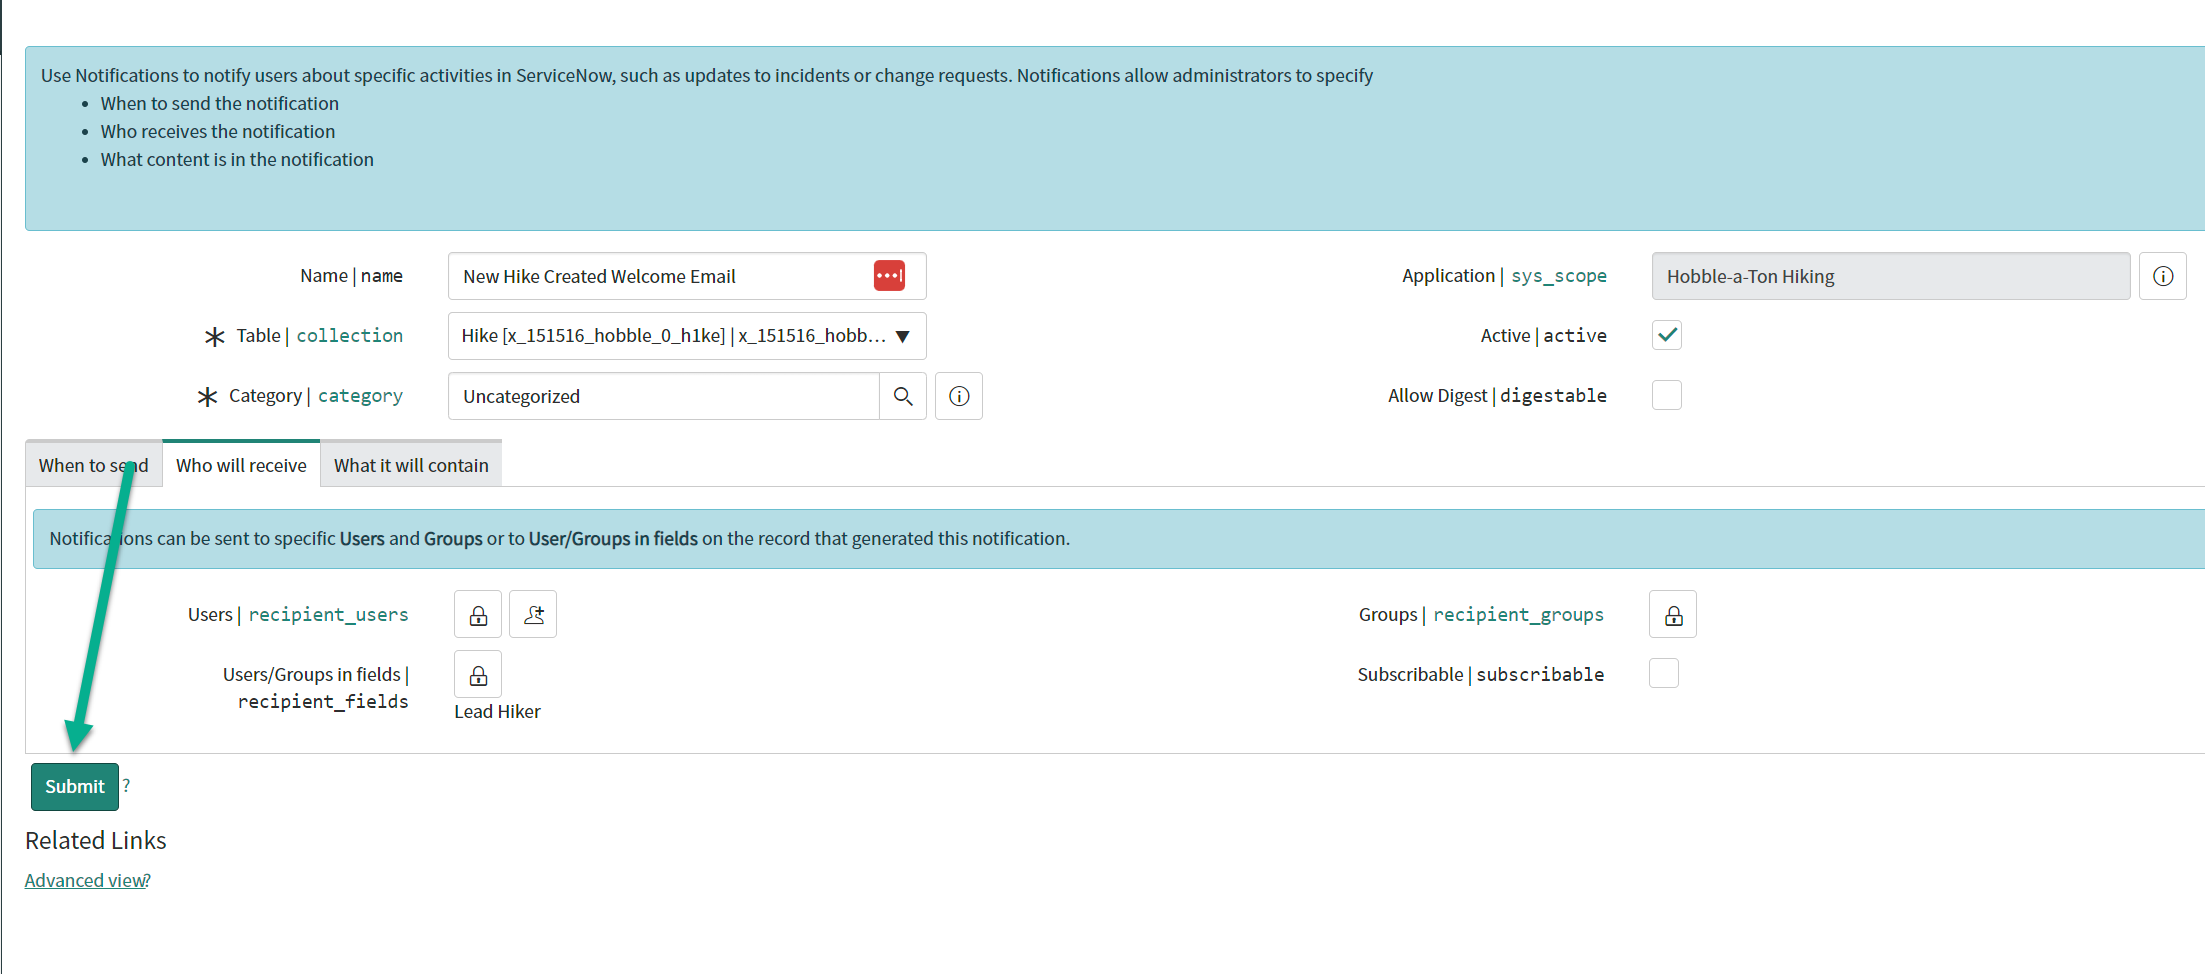 Use Notifications to notify users about specific activities in ServiceNow, such as updates to incidents or change requests. Notifications allow administrators to specify
• When to send the notification
• Who receives the notification
• What content is in the notification
Name | name
New Hike Created Welcome Email
Application | sys_scope
Hobble-a-Ton Hiking
Table | collection
Hike [x_151516_hobble_0_h1ke] | x_151516_hobb...
Active | active
Category | category
Uncategorized
Allow Digest | digestable
When to send
Who will receive
What it will contain
Notifications can be sent to specific Users and Groups or to User/Groups in fields on the record that generated this notification.
Users | recipient_users
Groups | recipient_groups
Users/Groups in fields |
recipient_fields
Lead Hiker
Subscribable | subscribable
Submit ?
Related Links
Advanced view?